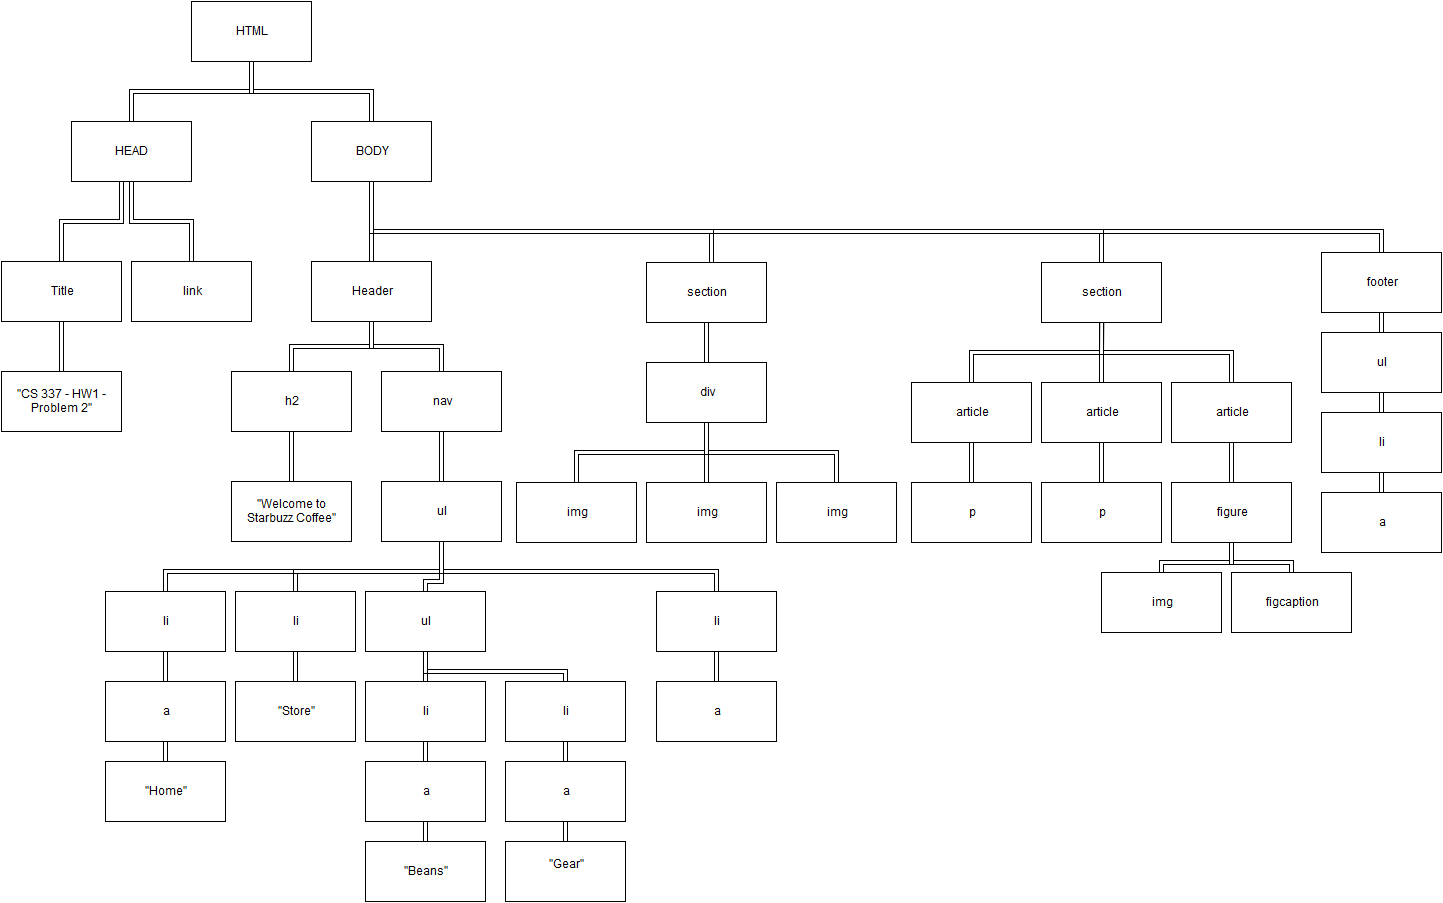 HTML
HEAD
BODY
Title
link
Header
section
section
footer
"CS 337 - HW1 -
Problem 2"
h2
nav
div
article
article
article
ul
"Welcome to
Starbuzz Coffee"
ul
img
img
img
p
p
figure
li
a
img
figcaption
li
li
ul
li
a
"Store"
li
li
a
"Home"
a
a
"Beans"
"Gear"